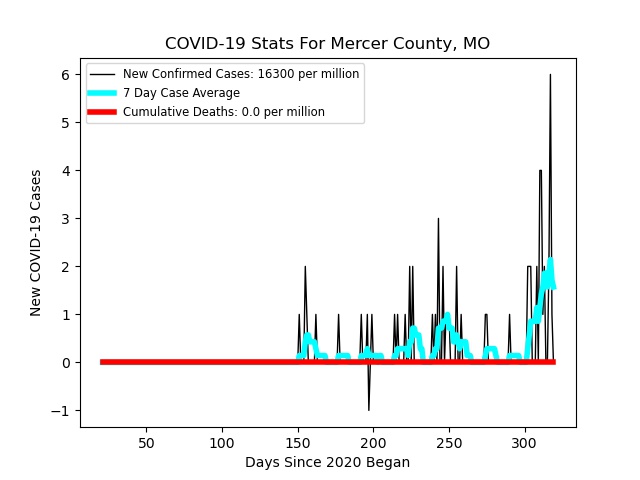 COVID-19 Stats For Mercer County, MO
New Confirmed Cases: 16300 per million
7 Day Case Average
Cumulative Deaths: 0.0 per million
New COVID-19 Cases
6
5
4
3
2
1
0
−1
50 100 150 200 250 300
Days Since 2020 Began